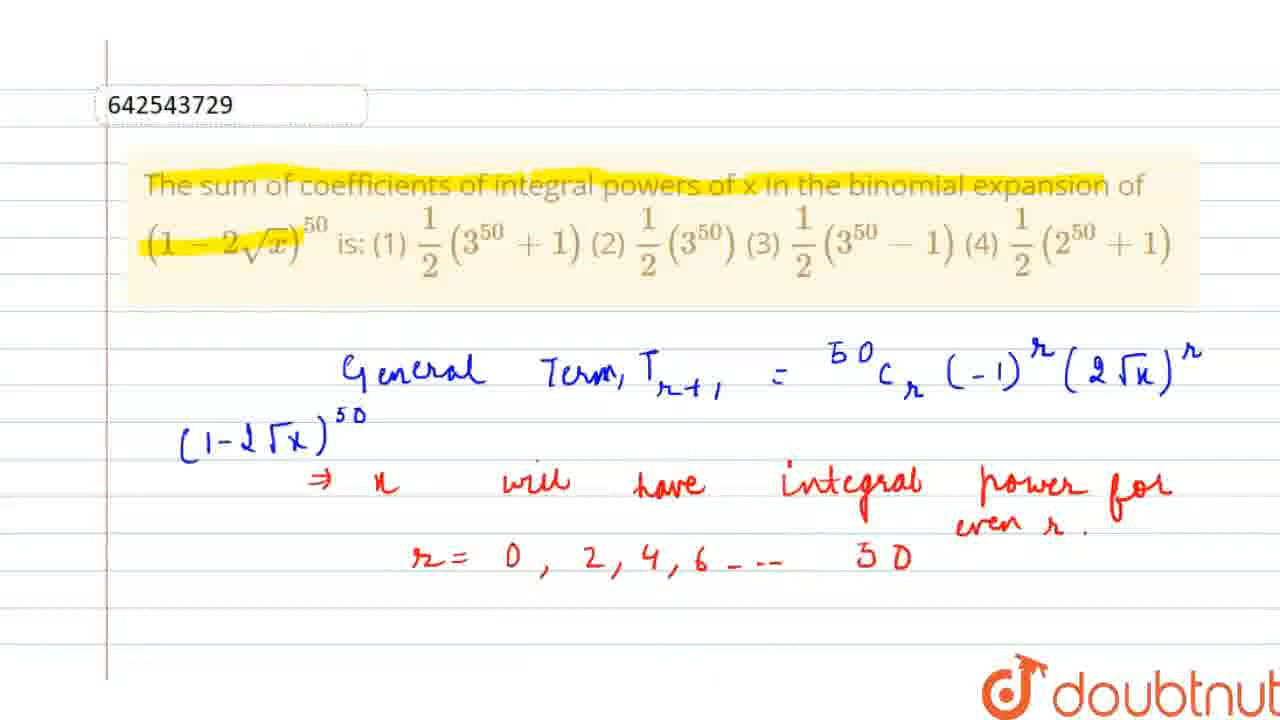 642543729
The sum of coefficients of integral powers of x in the binomial expansion of
(1 − 2√x)^50 is: (1) 1/2 (3^50 + 1) (2) 1/2 (3^50) (3) 1/2 (3^50 − 1) (4) 1/2 (2^50 + 1)
General Term, T_{r+1} = ^50C_r (-1)^r (2√x)^r
(1-2√x)^50
⇒ x will have integral power for
even r.
r = 0, 2, 4, 6 - -- 50
doubtnut